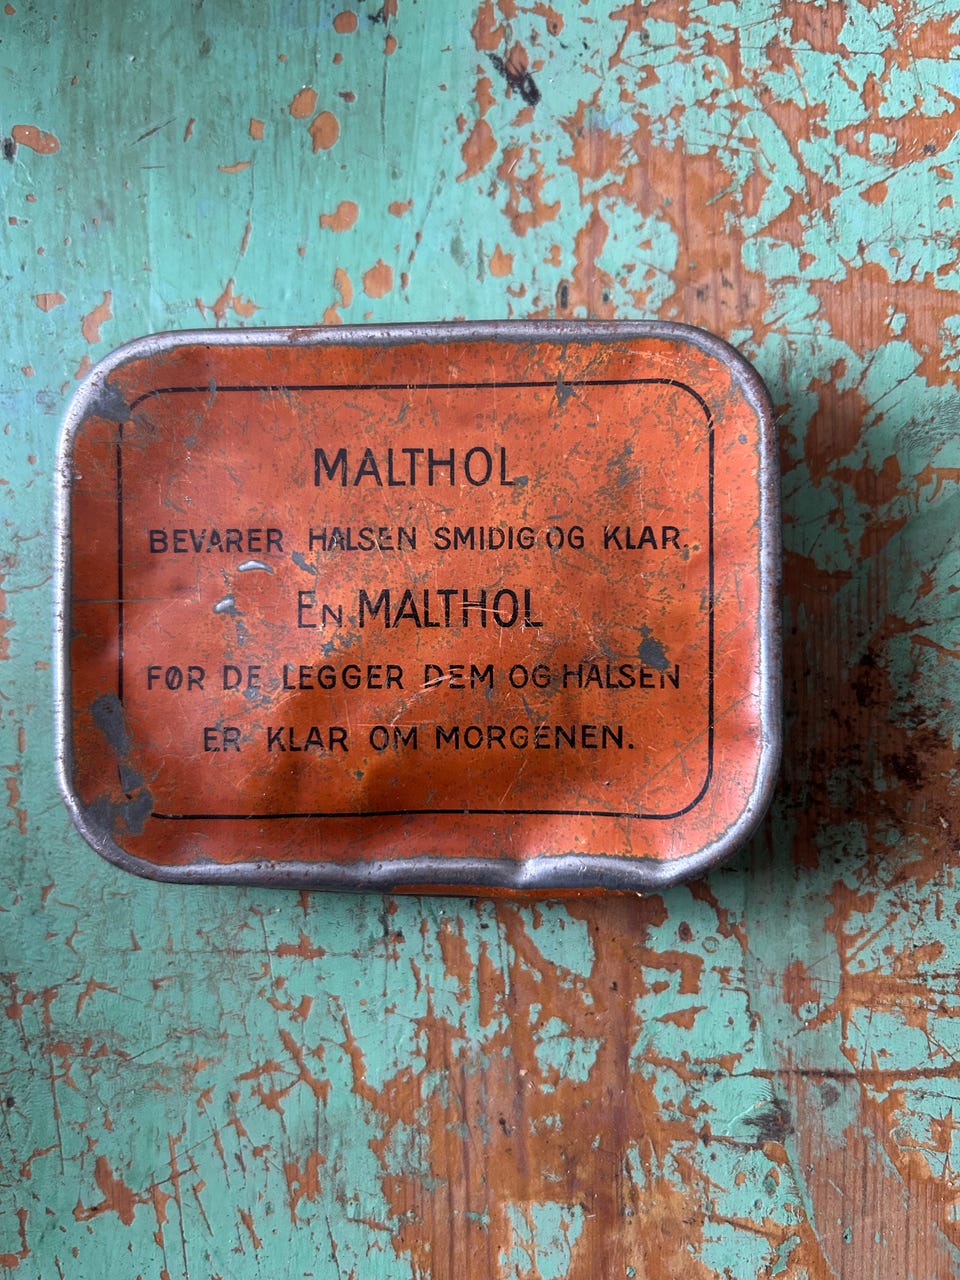 MALTHOL
BEVARER HALSEN SMIDIG OG KLAR.
EN MALTHOL
FØR DE LEGGER DEM OG HALSEN
ER KLAR OM MORGENEN.